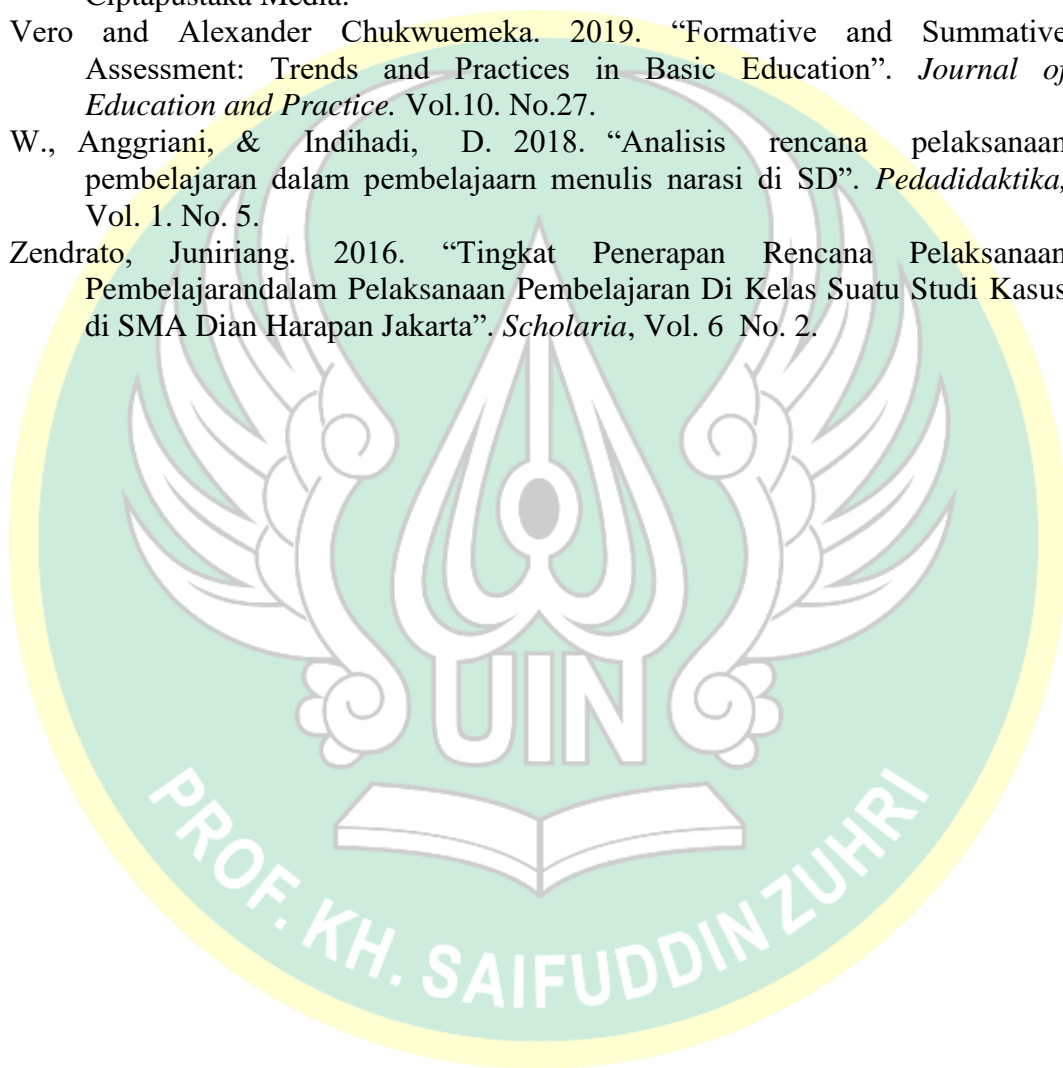 Ciptapustaka Media.
Vero and Alexander Chukwuemeka. 2019. “Formative and Summative
Assessment: Trends and Practices in Basic Education”. Journal of
Education and Practice. Vol.10. No.27.
W., Anggriani, & Indihadi, D. 2018. “Analisis rencana pelaksanaan
pembelajaran dalam pembelajaarn menulis narasi di SD”. Pedadidaktika,
Vol. 1. No. 5.
Zendrato, Juniriang. 2016. “Tingkat Penerapan Rencana Pelaksanaan
Pembelajarandalam Pelaksanaan Pembelajaran Di Kelas Suatu Studi Kasus
di SMA Dian Harapan Jakarta”. Scholaria, Vol. 6 No. 2.
UIN
PROF. KH. SAIFUDDIN ZUHRI